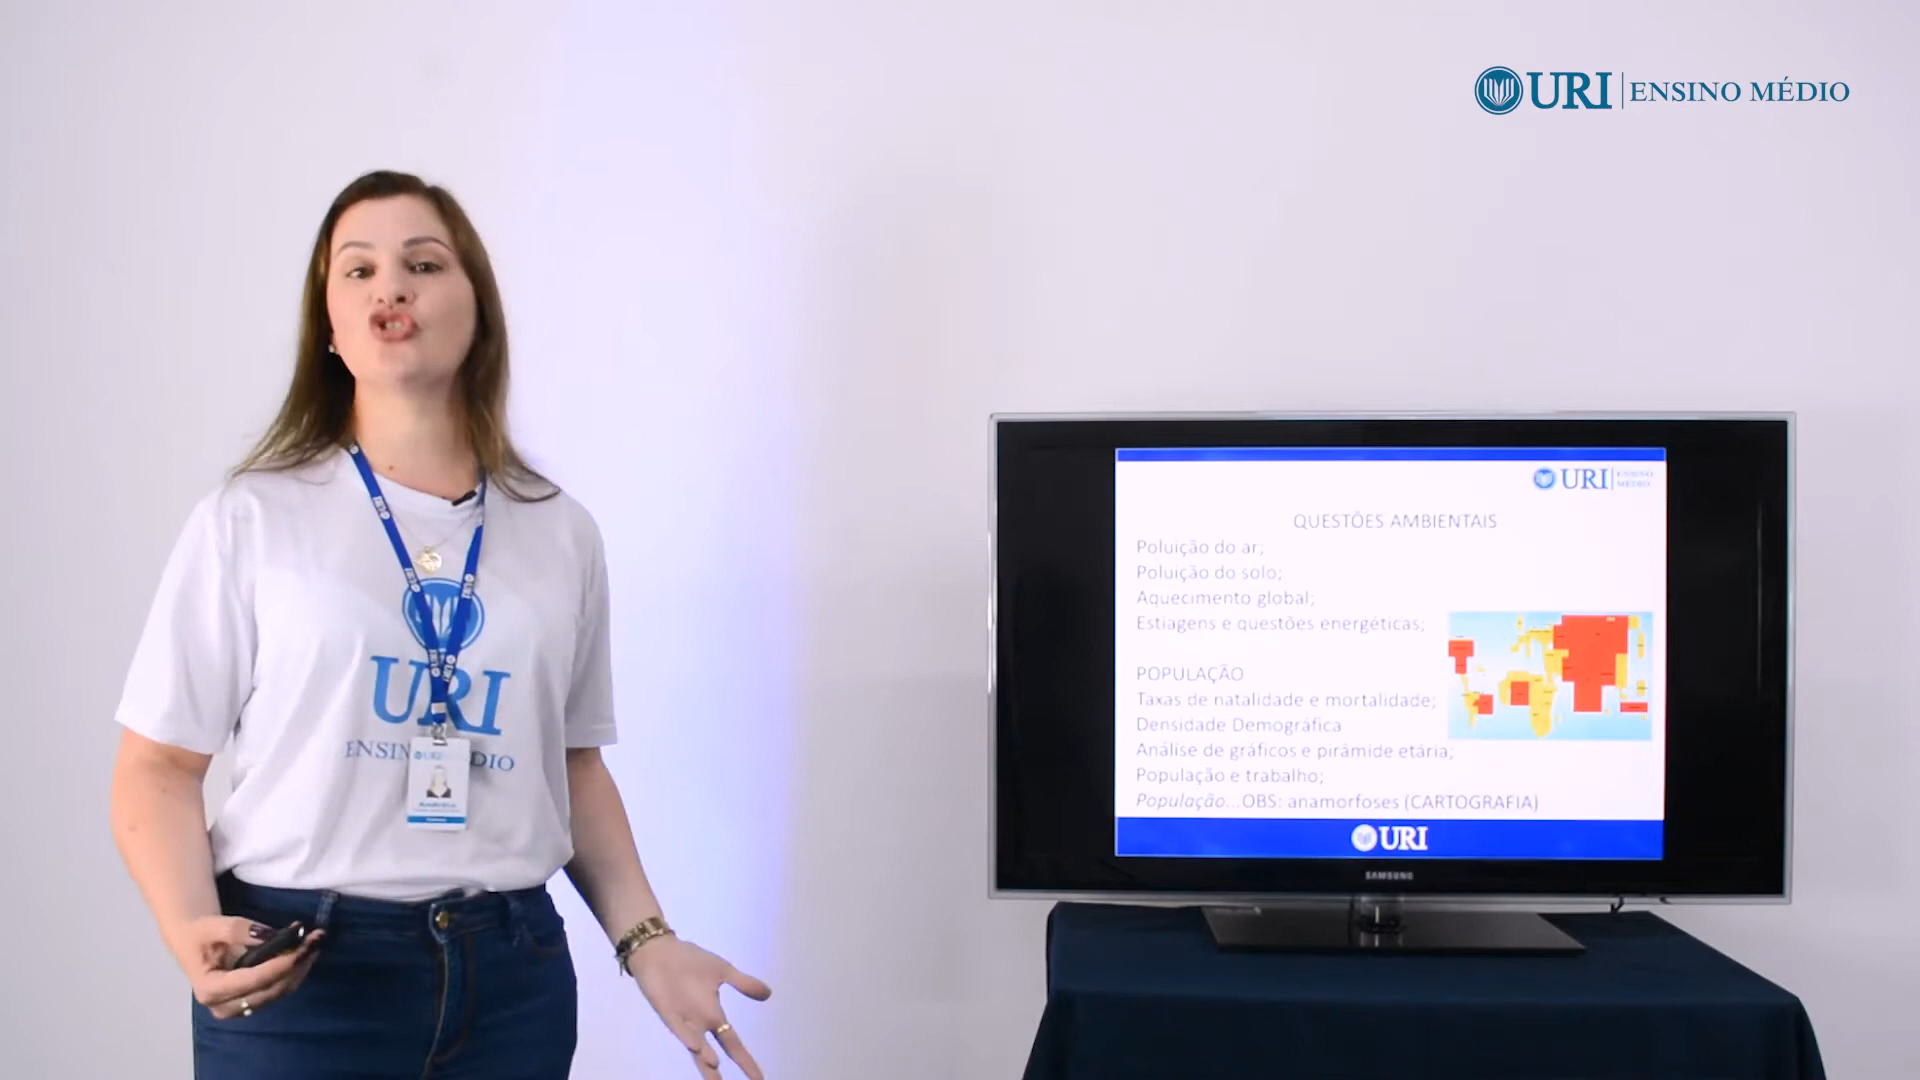 URI ENSINO MÉDIO
URI
ENSINO MÉDIO
URI
URI ENSINO
MÉDIO
QUESTÕES AMBIENTAIS
Poluição do ar;
Poluição do solo;
Aquecimento global;
Estiagens e questões energéticas;
POPULAÇÃO
Taxas de natalidade e mortalidade;
Densidade Demográfica
Análise de gráficos e pirâmide etária;
População e trabalho;
População...OBS: anamorfoses (CARTOGRAFIA)
URI
SAMSUNG